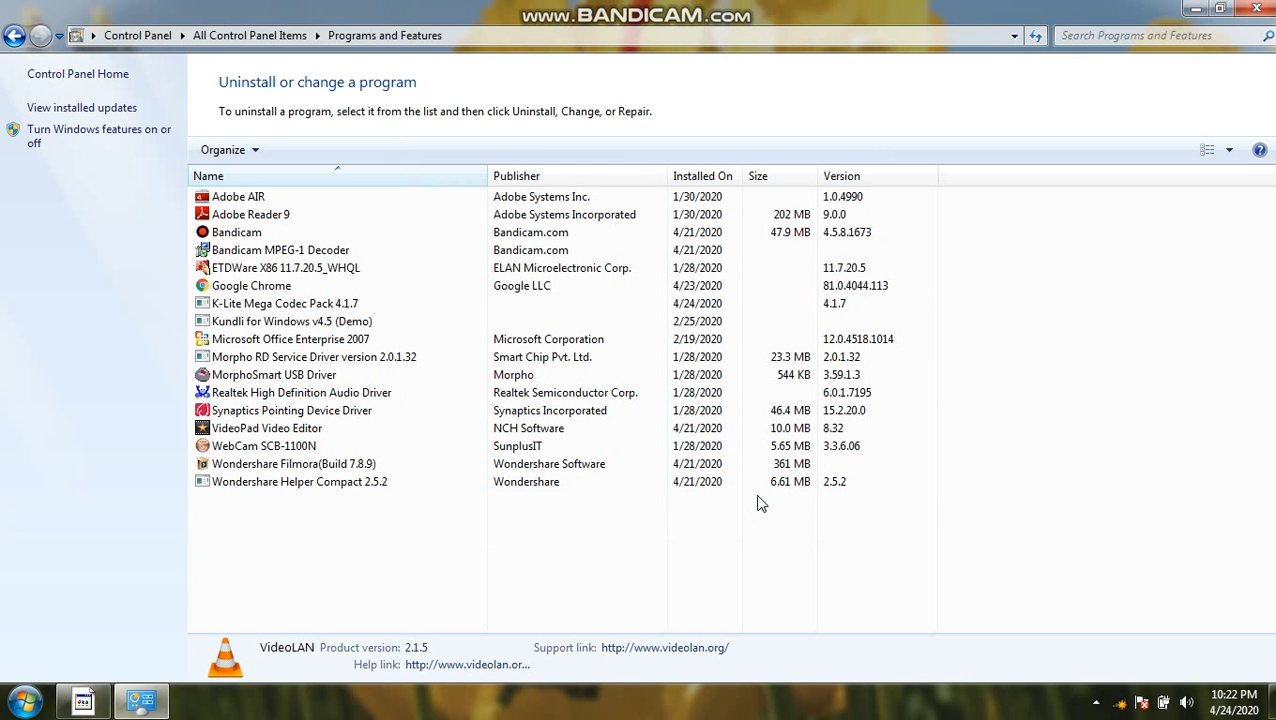 www.BANDICAM.com
Control Panel All Control Panel Items Programs and Features Search Programs and Features
Control Panel Home
View installed updates
Turn Windows features on or off
Uninstall or change a program
To uninstall a program, select it from the list and then click Uninstall, Change, or Repair.
Organize
Name Publisher Installed On Size Version
Adobe AIR Adobe Systems Inc. 1/30/2020 1.0.4990
Adobe Reader 9 Adobe Systems Incorporated 1/30/2020 202 MB 9.0.0
Bandicam Bandicam.com 4/21/2020 47.9 MB 4.5.8.1673
Bandicam MPEG-1 Decoder Bandicam.com 4/21/2020
ETDWare X86 11.7.20.5_WHQL ELAN Microelectronic Corp. 1/28/2020 11.7.20.5
Google Chrome Google LLC 4/23/2020 81.0.4044.113
K-Lite Mega Codec Pack 4.1.7 4/24/2020 4.1.7
Kundli for Windows v4.5 (Demo) 2/25/2020
Microsoft Office Enterprise 2007 Microsoft Corporation 2/19/2020 12.0.4518.1014
Morpho RD Service Driver version 2.0.1.32 Smart Chip Pvt. Ltd. 1/28/2020 23.3 MB 2.0.1.32
MorphoSmart USB Driver Morpho 1/28/2020 544 KB 3.59.1.3
Realtek High Definition Audio Driver Realtek Semiconductor Corp. 1/28/2020 6.0.1.7195
Synaptics Pointing Device Driver Synaptics Incorporated 1/28/2020 46.4 MB 15.2.20.0
VideoPad Video Editor NCH Software 4/21/2020 10.0 MB 8.32
WebCam SCB-1100N SunplusIT 1/28/2020 5.65 MB 3.3.6.06
Wondershare Filmora(Build 7.8.9) Wondershare Software 4/21/2020 361 MB
Wondershare Helper Compact 2.5.2 Wondershare 4/21/2020 6.61 MB 2.5.2
VideoLAN Product version: 2.1.5 Support link: http://www.videolan.org/
Help link: http://www.videolan.or...
10:22 PM
4/24/2020